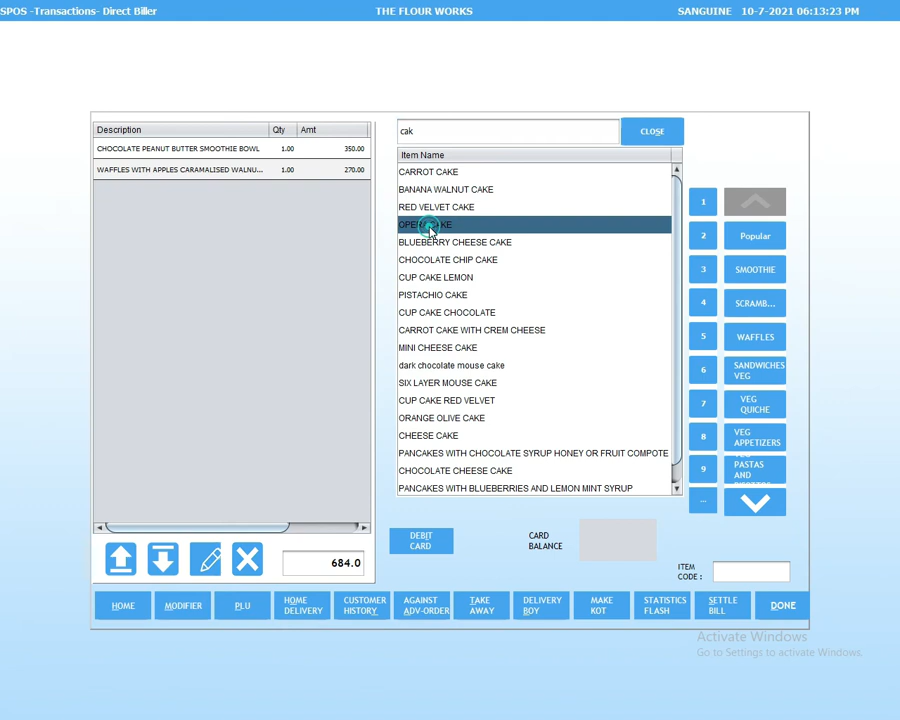 SPOS -Transactions- Direct Biller
THE FLOUR WORKS
SANGUINE 10-7-2021 06:13:23 PM
Description Qty Amt
CHOCOLATE PEANUT BUTTER SMOOTHIE BOWL 1.00 350.00
WAFFLES WITH APPLES CARAMALISED WALNU... 1.00 270.00
684.0
cak
CLOSE
Item Name
CARROT CAKE
BANANA WALNUT CAKE
RED VELVET CAKE
BLUEBERRY CHEESE CAKE
CHOCOLATE CHIP CAKE
CUP CAKE LEMON
PISTACHIO CAKE
CUP CAKE CHOCOLATE
CARROT CAKE WITH CREM CHEESE
MINI CHEESE CAKE
dark chocolate mouse cake
SIX LAYER MOUSE CAKE
CUP CAKE RED VELVET
ORANGE OLIVE CAKE
CHEESE CAKE
PANCAKES WITH CHOCOLATE SYRUP HONEY OR FRUIT COMPOTE
CHOCOLATE CHEESE CAKE
PANCAKES WITH BLUEBERRIES AND LEMON MINT SYRUP
1
2 Popular
3 SMOOTHIE
4 SCRAMB...
5 WAFFLES
6 SANDWICHES
VEG
7 VEG
QUICHE
8 VEG
APPETIZERS
9 PASTAS
AND
...
DEBIT
CARD
CARD
BALANCE
ITEM
CODE :
HOME
MODIFIER
PLU
HOME
DELIVERY
CUSTOMER
HISTORY
AGAINST
ADV-ORDER
TAKE
AWAY
DELIVERY
BOY
MAKE
KOT
STATISTICS
FLASH
SETTLE
BILL
DONE
Activate Windows
Go to Settings to activate Windows.